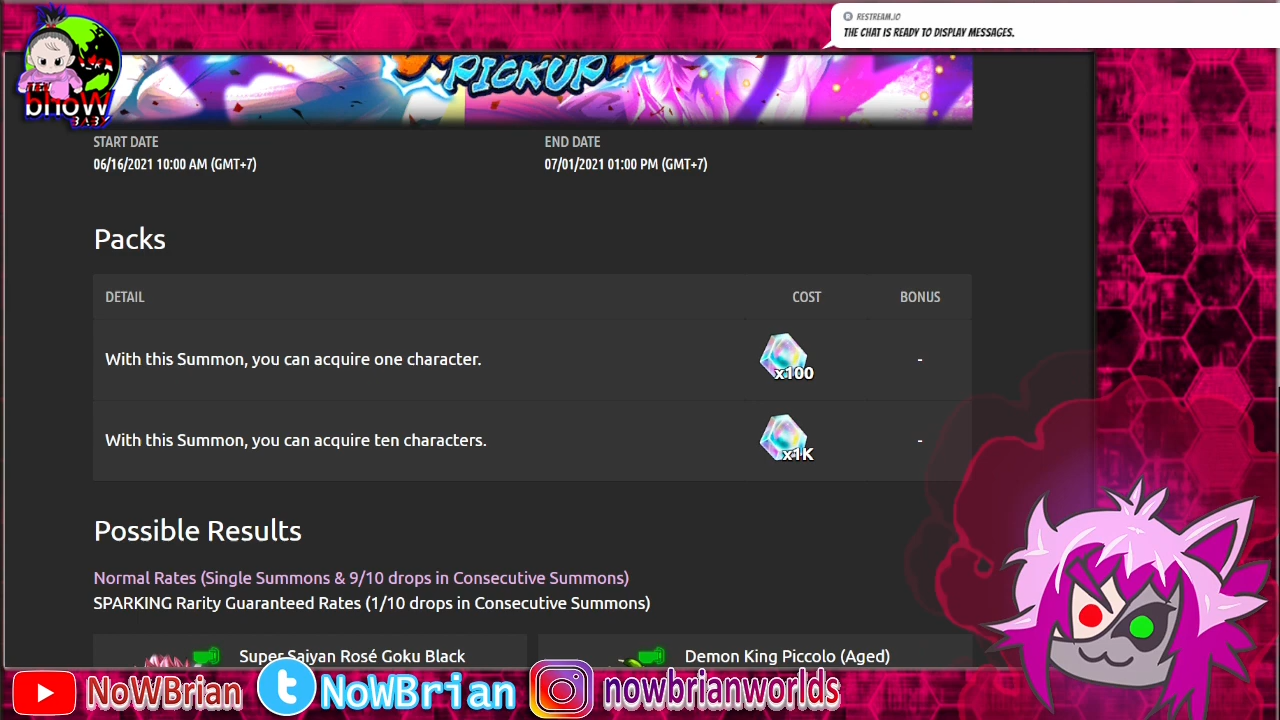 RESTREAM.IO
THE CHAT IS READY TO DISPLAY MESSAGES.
bhoW
BABY
PICKUP
START DATE
END DATE
06/16/2021 10:00 AM (GMT+7)
07/01/2021 01:00 PM (GMT+7)
Packs
DETAIL
COST
BONUS
With this Summon, you can acquire one character.
x100
-
With this Summon, you can acquire ten characters.
x1K
-
Possible Results
Normal Rates (Single Summons & 9/10 drops in Consecutive Summons)
SPARKING Rarity Guaranteed Rates (1/10 drops in Consecutive Summons)
Super Saiyan Rosé Goku Black
Demon King Piccolo (Aged)
NoWBrian
NoWBrian
nowbrianworlds